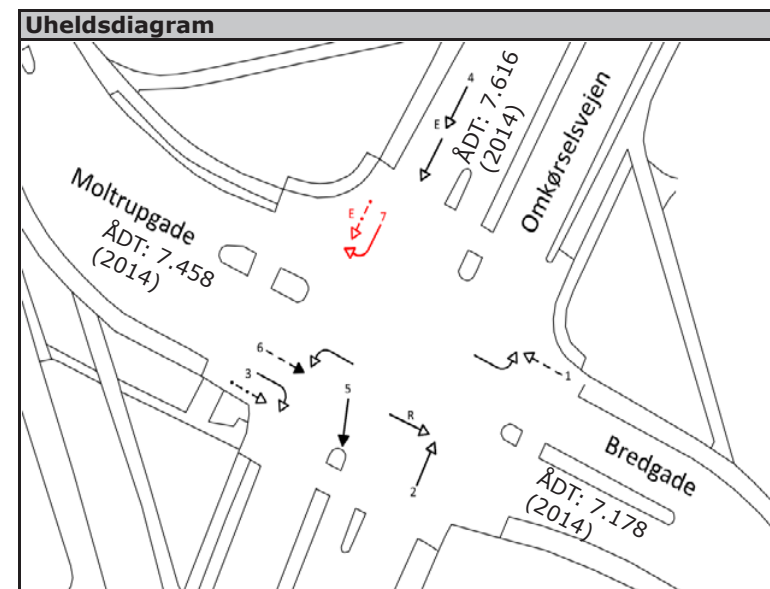 Uheldsdiagram
4
E
ÅDT: 7.616
(2014)
Omkørselsvejen
Moltrupgade
ÅDT: 7.458
(2014)
E
7
6
3
5
1
R
2
Bredgade
ÅDT: 7.178
(2014)